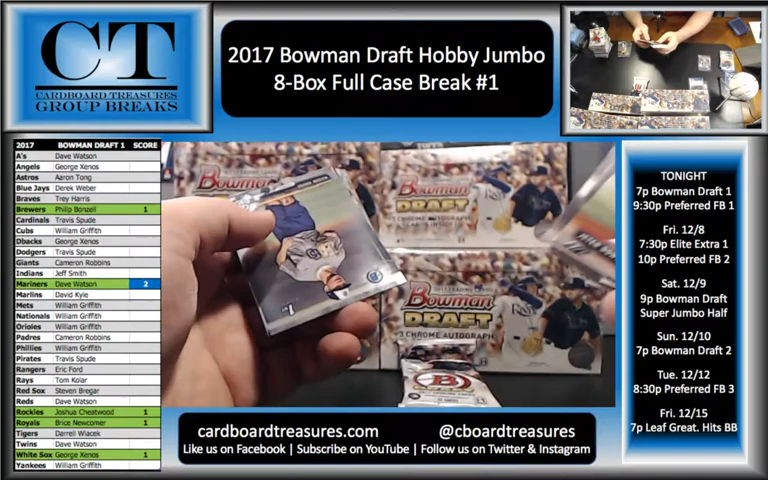 CT
CARDBOARD TREASURES
GROUP BREAKS
2017 Bowman Draft Hobby Jumbo
8-Box Full Case Break #1
2017 BOWMAN DRAFT 1 SCORE
A's Dave Watson
Angels George Xenos
Astros Aaron Tong
Blue Jays Derek Weber
Braves Trey Harris
Brewers Philip Bonzell 1
Cardinals Travis Spude
Cubs William Griffith
Dbacks George Xenos
Dodgers Travis Spude
Giants Cameron Robbins
Indians Jeff Smith
Mariners Dave Watson 2
Marlins David Kyle
Mets William Griffith
Nationals William Griffith
Orioles William Griffith
Padres Cameron Robbins
Phillies William Griffith
Pirates Travis Spude
Rangers Eric Ford
Rays Tom Kolar
Red Sox Steven Bregar
Reds Dave Watson
Rockies Joshua Cheatwood 1
Royals Brice Newcomer 1
Tigers Darrell Wiacek
Twins Dave Watson
White Sox George Xenos 1
Yankees William Griffith
Bowman
Bowman
DRAFT
CHROME AUTOGRAPH
Bowman
DRAFT
3 CHROME AUTOGRAPH
B
TONIGHT
7p Bowman Draft 1
9:30p Preferred FB 1
Fri. 12/8
7:30p Elite Extra 1
10p Preferred FB 2
Sat. 12/9
9p Bowman Draft
Super Jumbo Half
Sun. 12/10
7p Bowman Draft 2
Tue. 12/12
8:30p Preferred FB 3
Fri. 12/15
7p Leaf Great. Hits BB
cardboardtreasures.com @cboardtreasures
Like us on Facebook | Subscribe on YouTube | Follow us on Twitter & Instagram